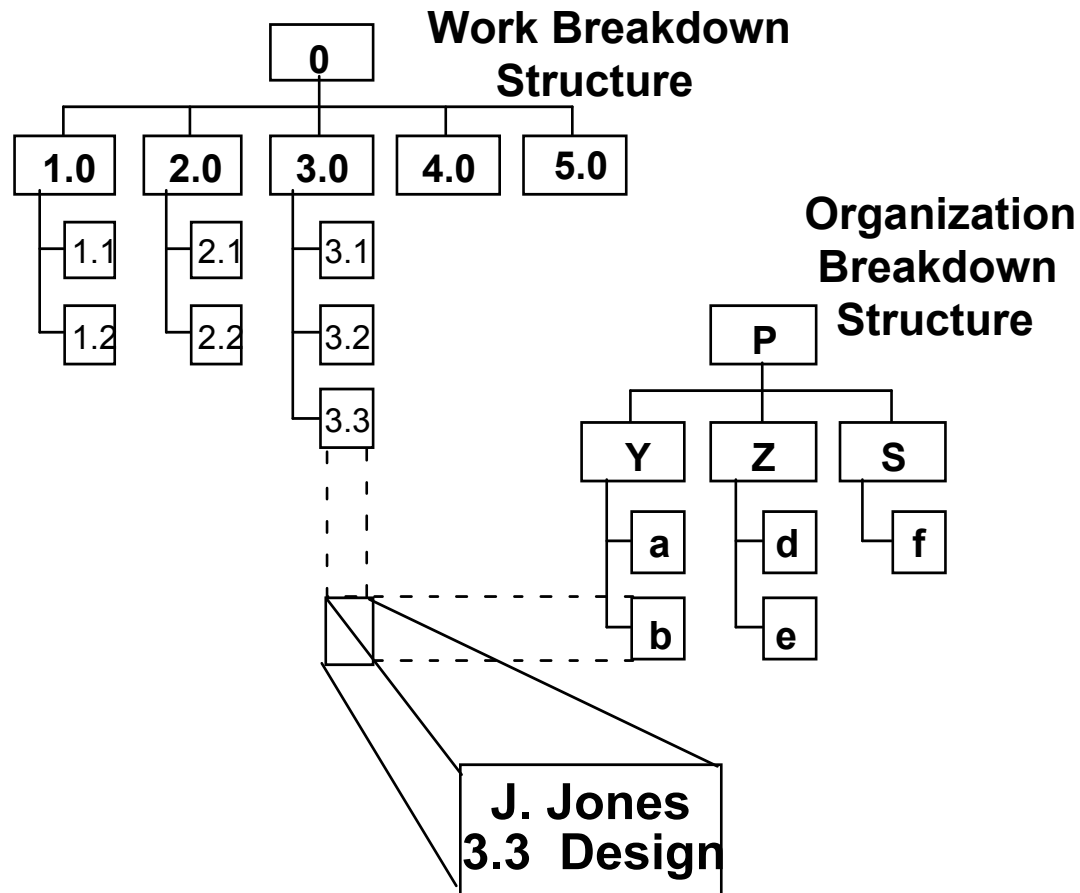 Work Breakdown
Structure
0
1.0 2.0 3.0 4.0 5.0
1.1 2.1 3.1
1.2 2.2 3.2
3.3
Organization
Breakdown
Structure
P
Y Z S
a d f
b e
J. Jones
3.3 Design